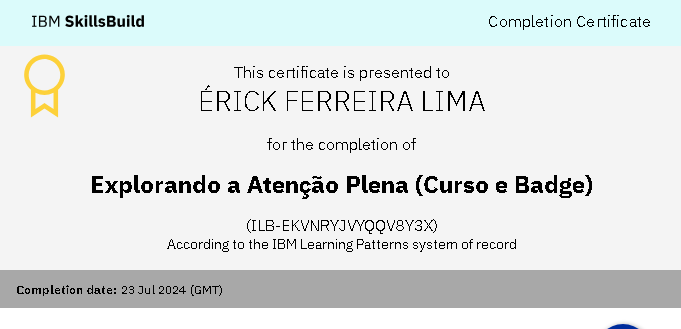 IBM SkillsBuild
Completion Certificate
This certificate is presented to
ÉRICK FERREIRA LIMA
for the completion of
Explorando a Atenção Plena (Curso e Badge)
(ILB-EKVNRYJVYQQV8Y3X)
According to the IBM Learning Patterns system of record
Completion date: 23 Jul 2024 (GMT)